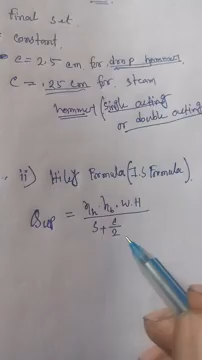 final set.
constant.
c = 2.5 cm for drop hammer
c = .25 cm for steam
hammer (single acting
or double acting
ii) Hiley Formula (I.S Formula)
Qup = ηh · ηb · W·H
S + c/2